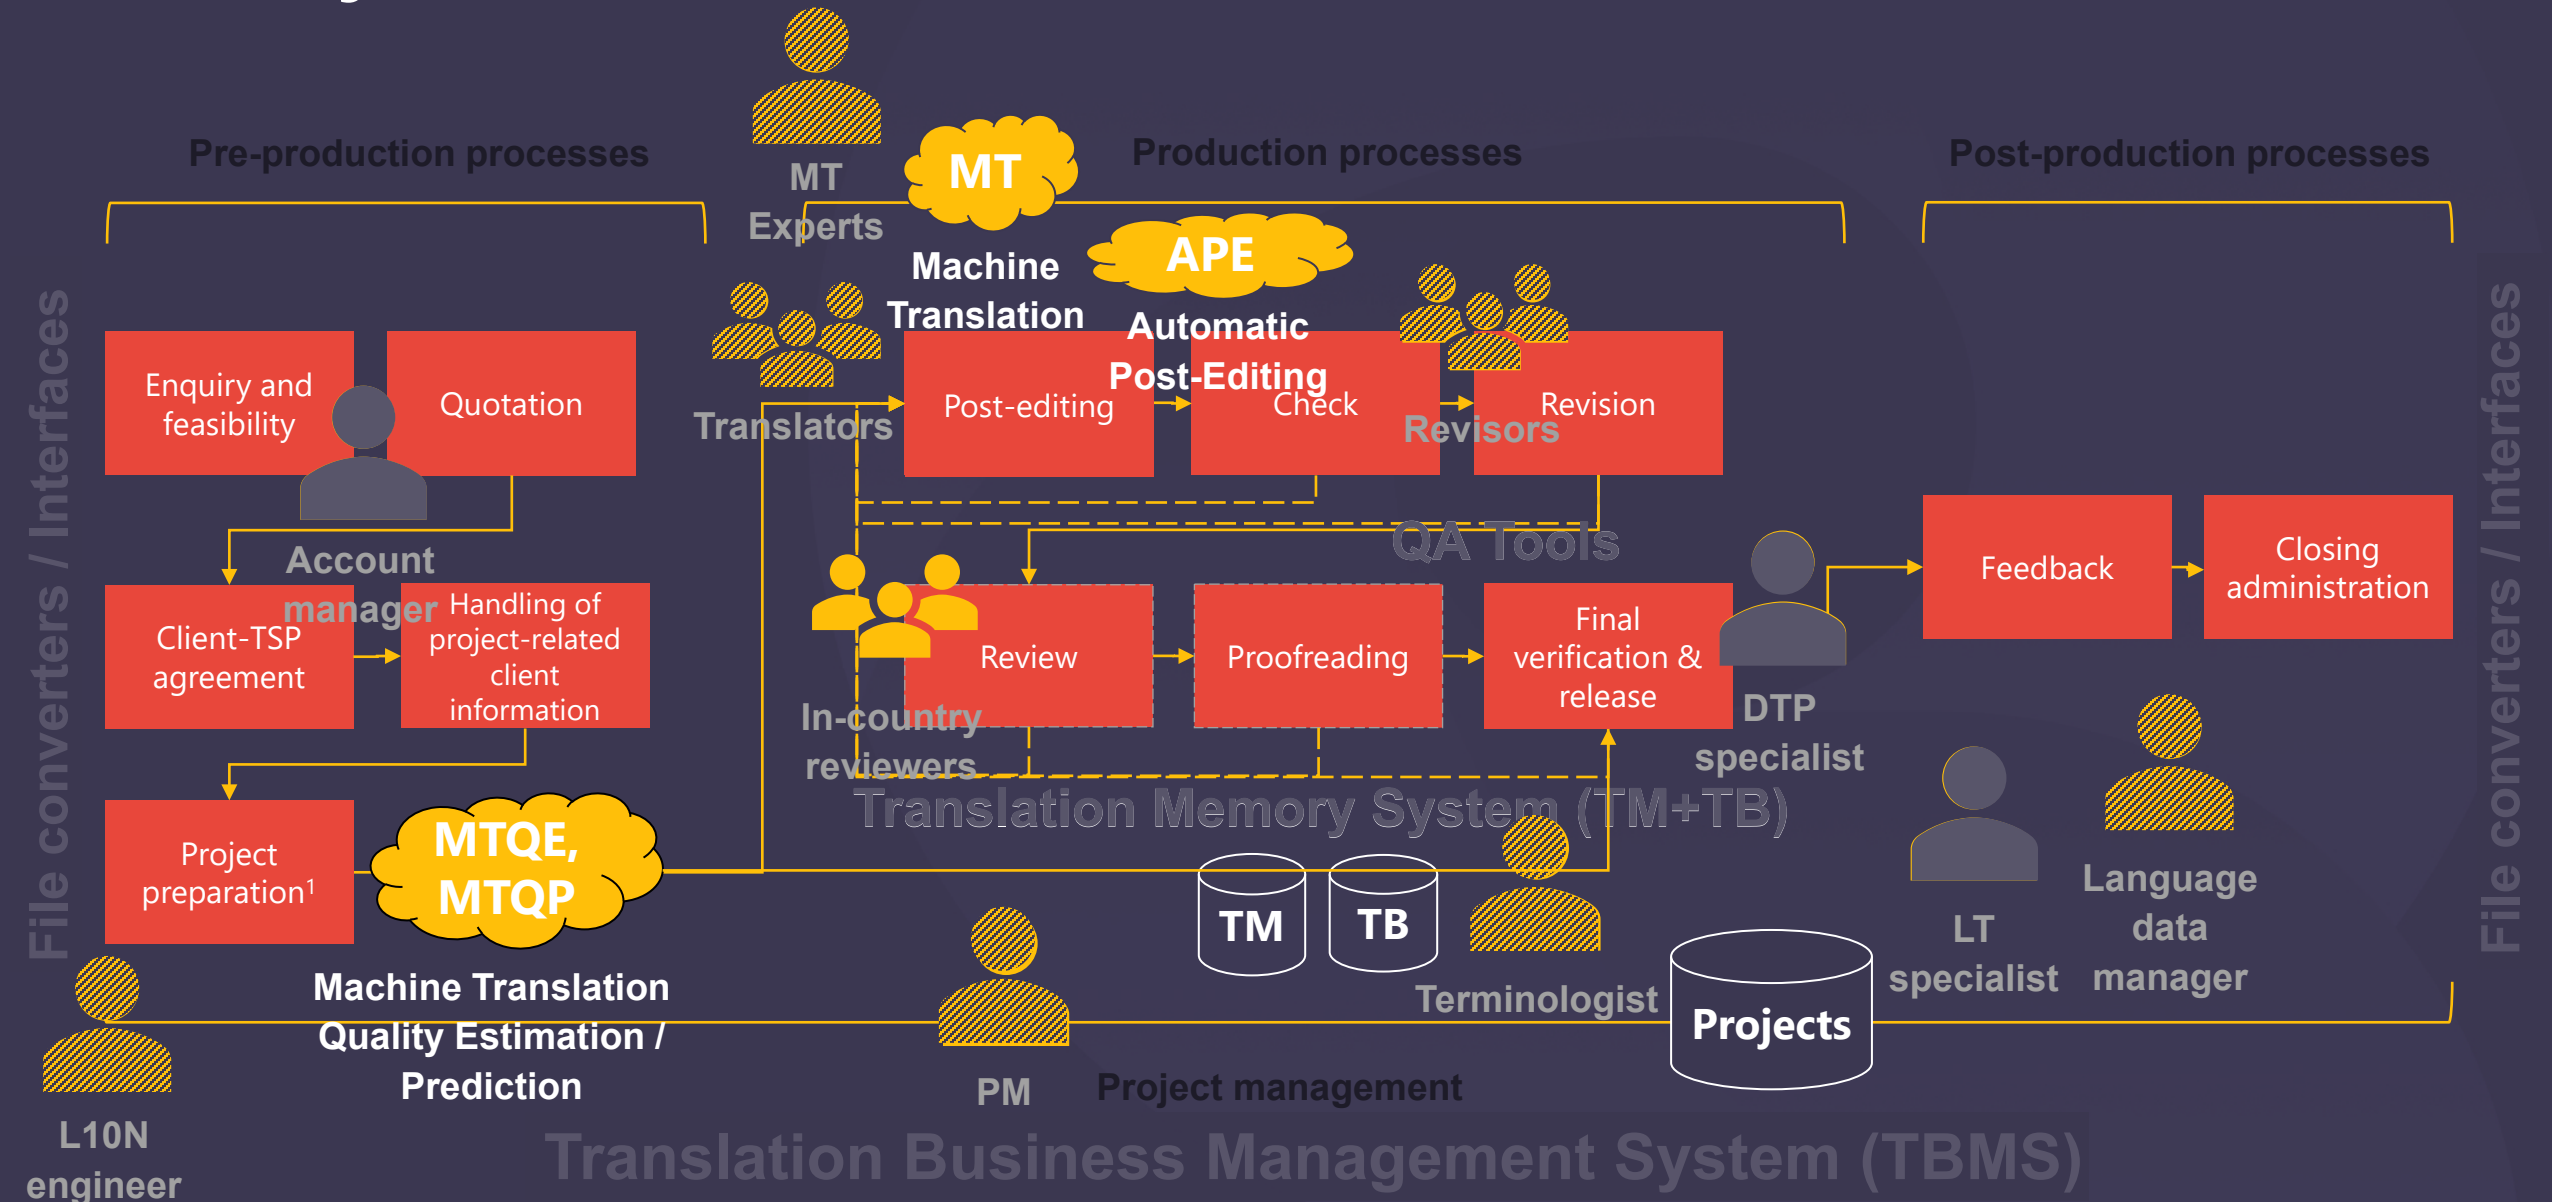 MT
Experts
Pre-production processes
MT
Production processes
Post-production processes
Machine
Translation
APE
Automatic
Post-Editing
File converters / Interfaces
Enquiry and
feasibility
Quotation
Translators
Post-editing
Check
Revisors
Revision
Account
manager
QA Tools
Client-TSP
agreement
Handling of
project-related
client
information
In-country
reviewers
Review
Proofreading
Final
verification &
release
DTP
specialist
Feedback
Closing
administration
File converters / Interfaces
Translation Memory System (TM+TB)
Project
preparation¹
MTQE,
MTQP
TM
TB
Terminologist
Projects
LT
specialist
Language
data
manager
Machine Translation
Quality Estimation /
Prediction
PM
Project management
L10N
engineer
Translation Business Management System (TBMS)